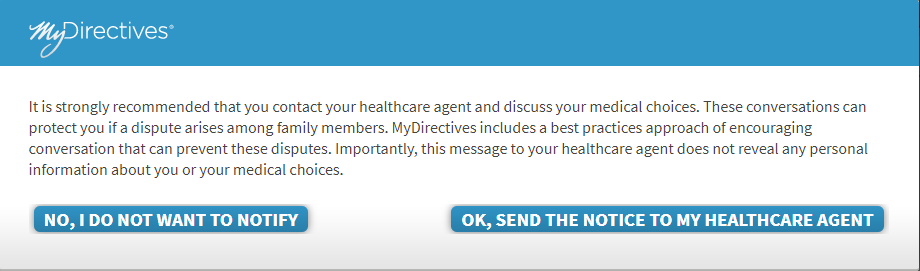 MyDirectives®
It is strongly recommended that you contact your healthcare agent and discuss your medical choices. These conversations can
protect you if a dispute arises among family members. MyDirectives includes a best practices approach of encouraging
conversation that can prevent these disputes. Importantly, this message to your healthcare agent does not reveal any personal
information about you or your medical choices.
NO, I DO NOT WANT TO NOTIFY
OK, SEND THE NOTICE TO MY HEALTHCARE AGENT